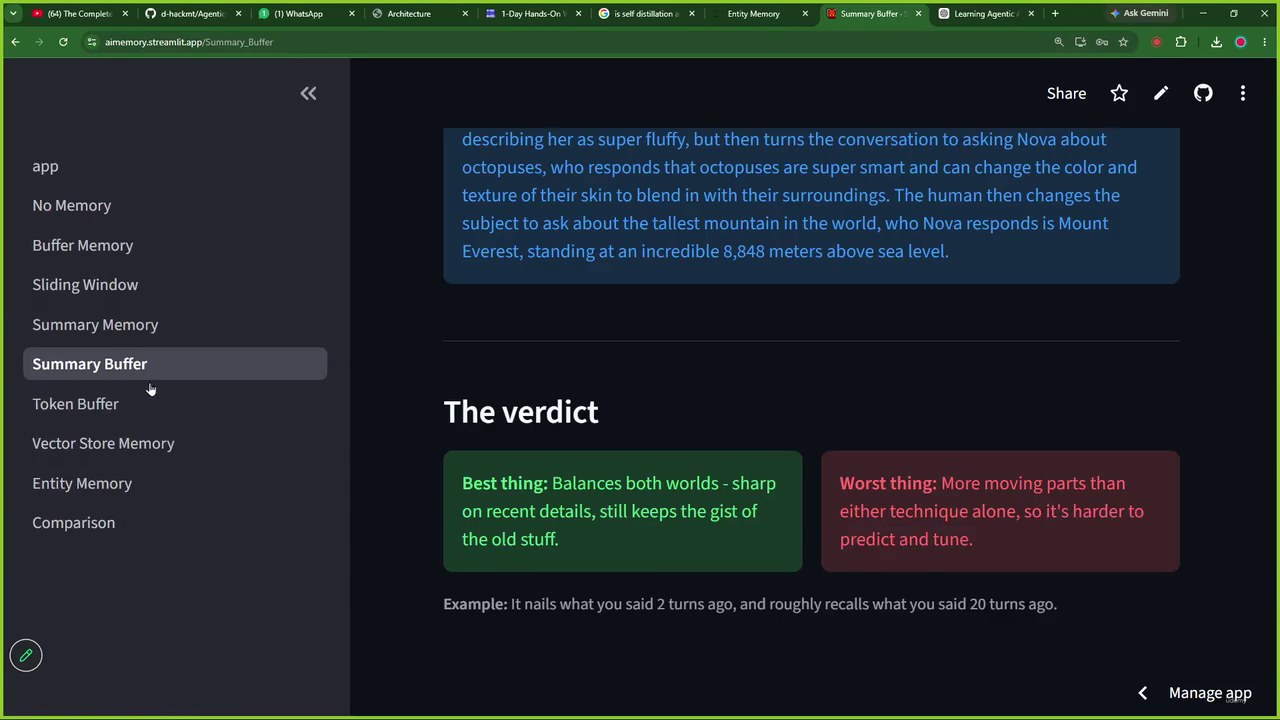 (64) The Complete
d-hackmt/Agentic
(1) WhatsApp
Architecture
1-Day Hands-On
is self distillation a
Entity Memory
Summary Buffer -
Learning Agentic
Ask Gemini
aimemory.streamlit.app/Summary_Buffer
Share
app
No Memory
Buffer Memory
Sliding Window
Summary Memory
Summary Buffer
Token Buffer
Vector Store Memory
Entity Memory
Comparison
describing her as super fluffy, but then turns the conversation to asking Nova about
octopuses, who responds that octopuses are super smart and can change the color and
texture of their skin to blend in with their surroundings. The human then changes the
subject to ask about the tallest mountain in the world, who Nova responds is Mount
Everest, standing at an incredible 8,848 meters above sea level.
The verdict
Best thing: Balances both worlds - sharp
on recent details, still keeps the gist of
the old stuff.
Worst thing: More moving parts than
either technique alone, so it's harder to
predict and tune.
Example: It nails what you said 2 turns ago, and roughly recalls what you said 20 turns ago.
Manage app